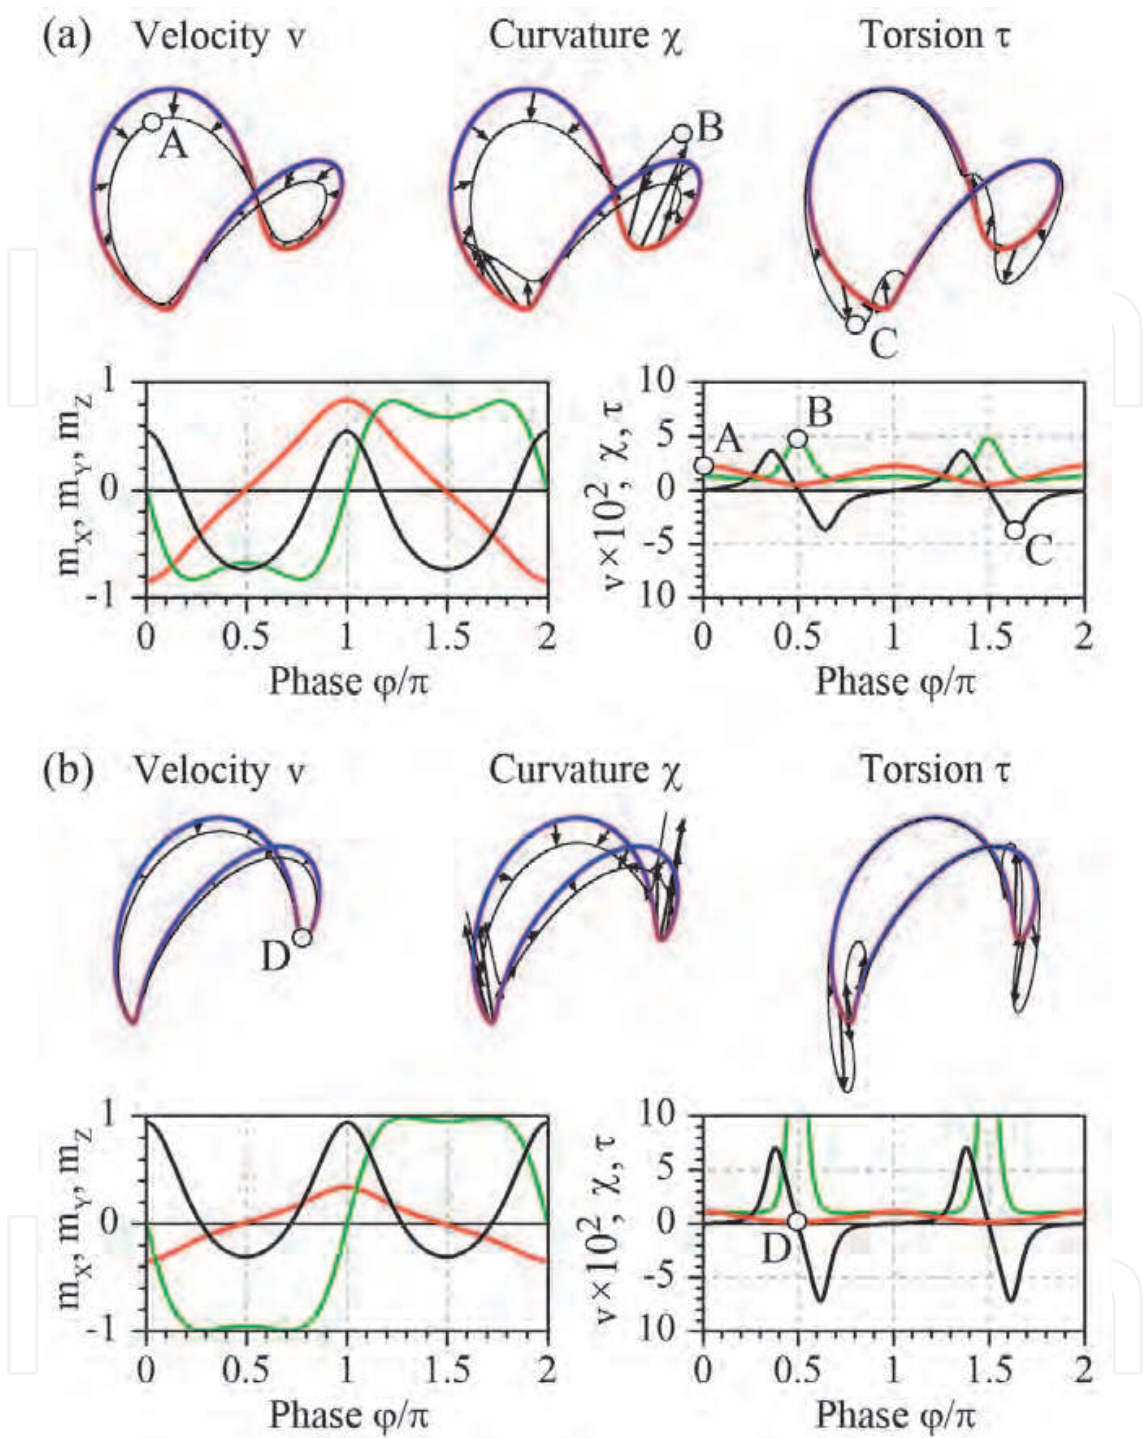 (a) Velocity v Curvature χ Torsion τ
A
B
C
1
0
-1
m_X, m_Y, m_Z
0 0.5 1 1.5 2
Phase φ/π
10
5
0
-5
10
v×10², χ, τ
A
B
C
0 0.5 1 1.5 2
Phase φ/π
(b) Velocity v Curvature χ Torsion τ
D
1
0
-1
m_X, m_Y, m_Z
0 0.5 1 1.5 2
Phase φ/π
10
5
0
-5
10
v×10², χ, τ
D
0 0.5 1 1.5 2
Phase φ/π